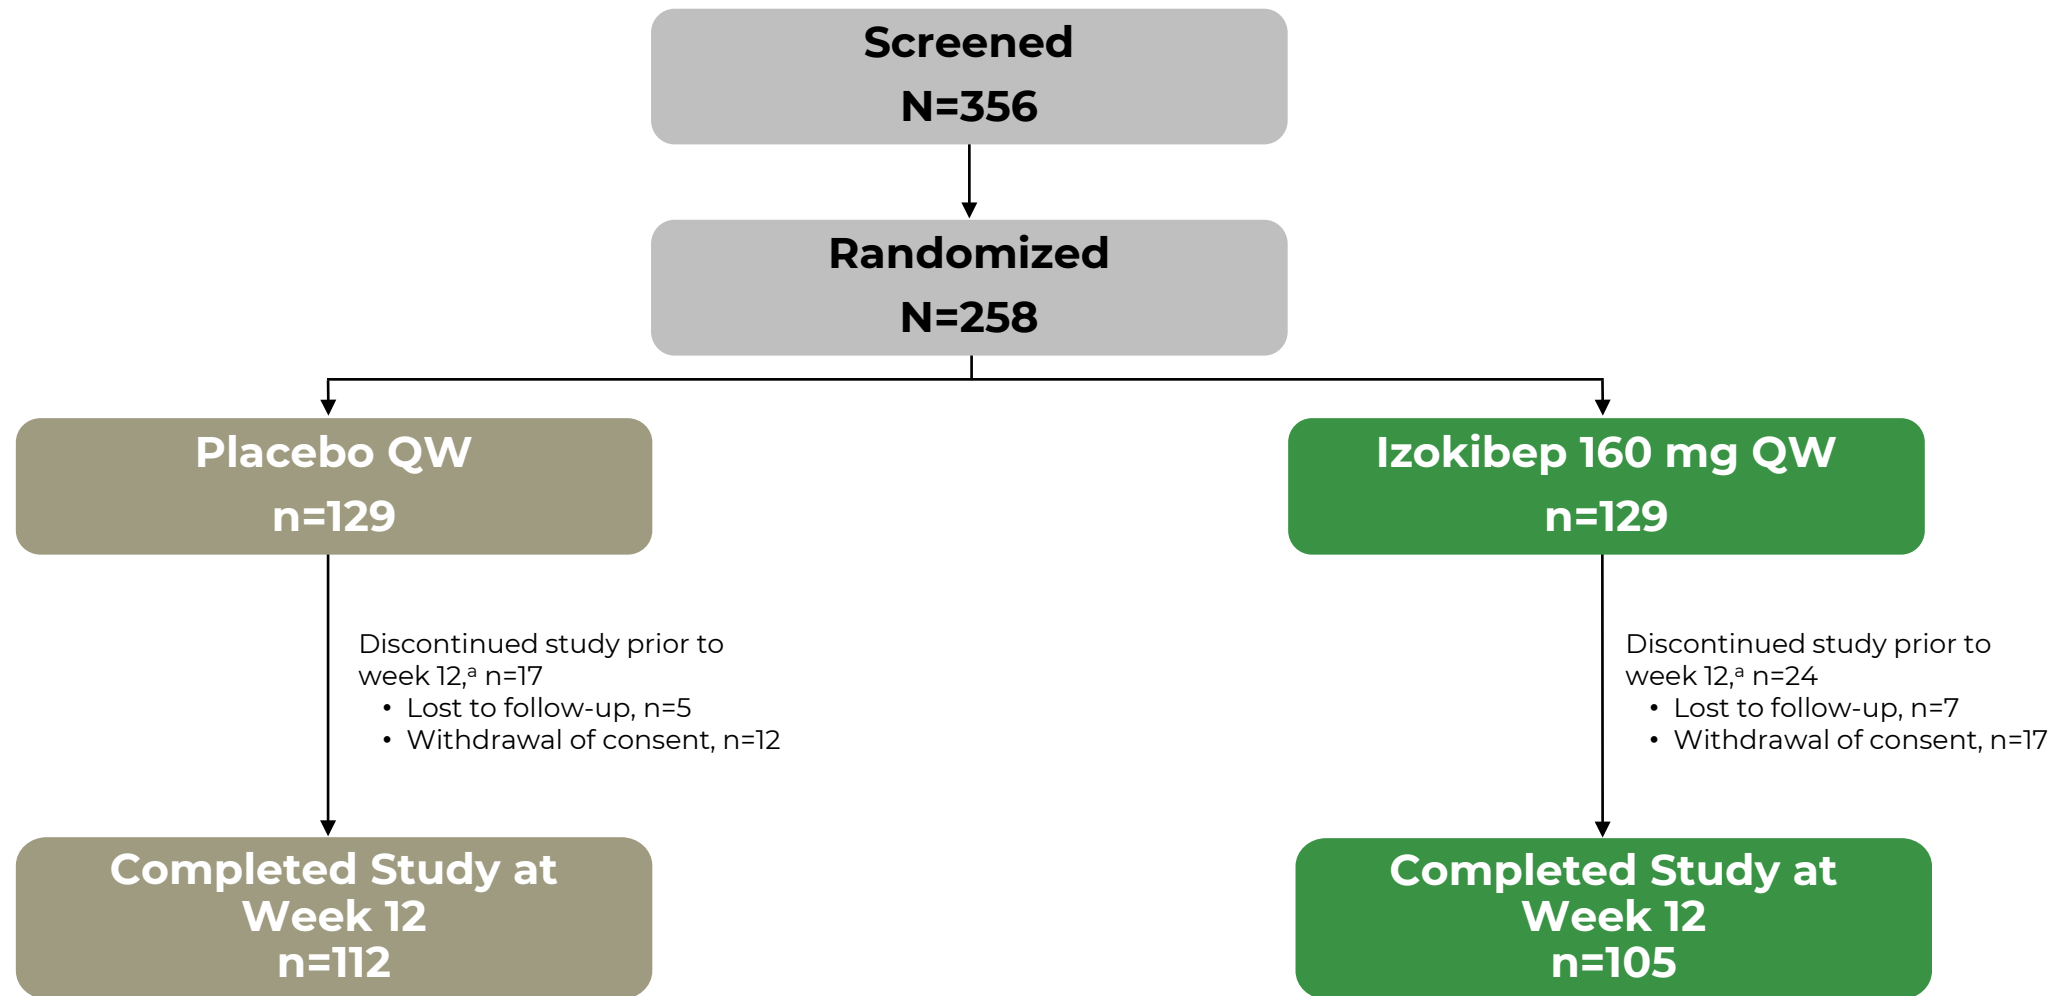 Screened
N=356
Randomized
N=258
Placebo QW
n=129
Izokibep 160 mg QW
n=129
Discontinued study prior to
week 12,ᵃ n=17
• Lost to follow-up, n=5
• Withdrawal of consent, n=12
Discontinued study prior to
week 12,ᵃ n=24
• Lost to follow-up, n=7
• Withdrawal of consent, n=17
Completed Study at
Week 12
n=112
Completed Study at
Week 12
n=105